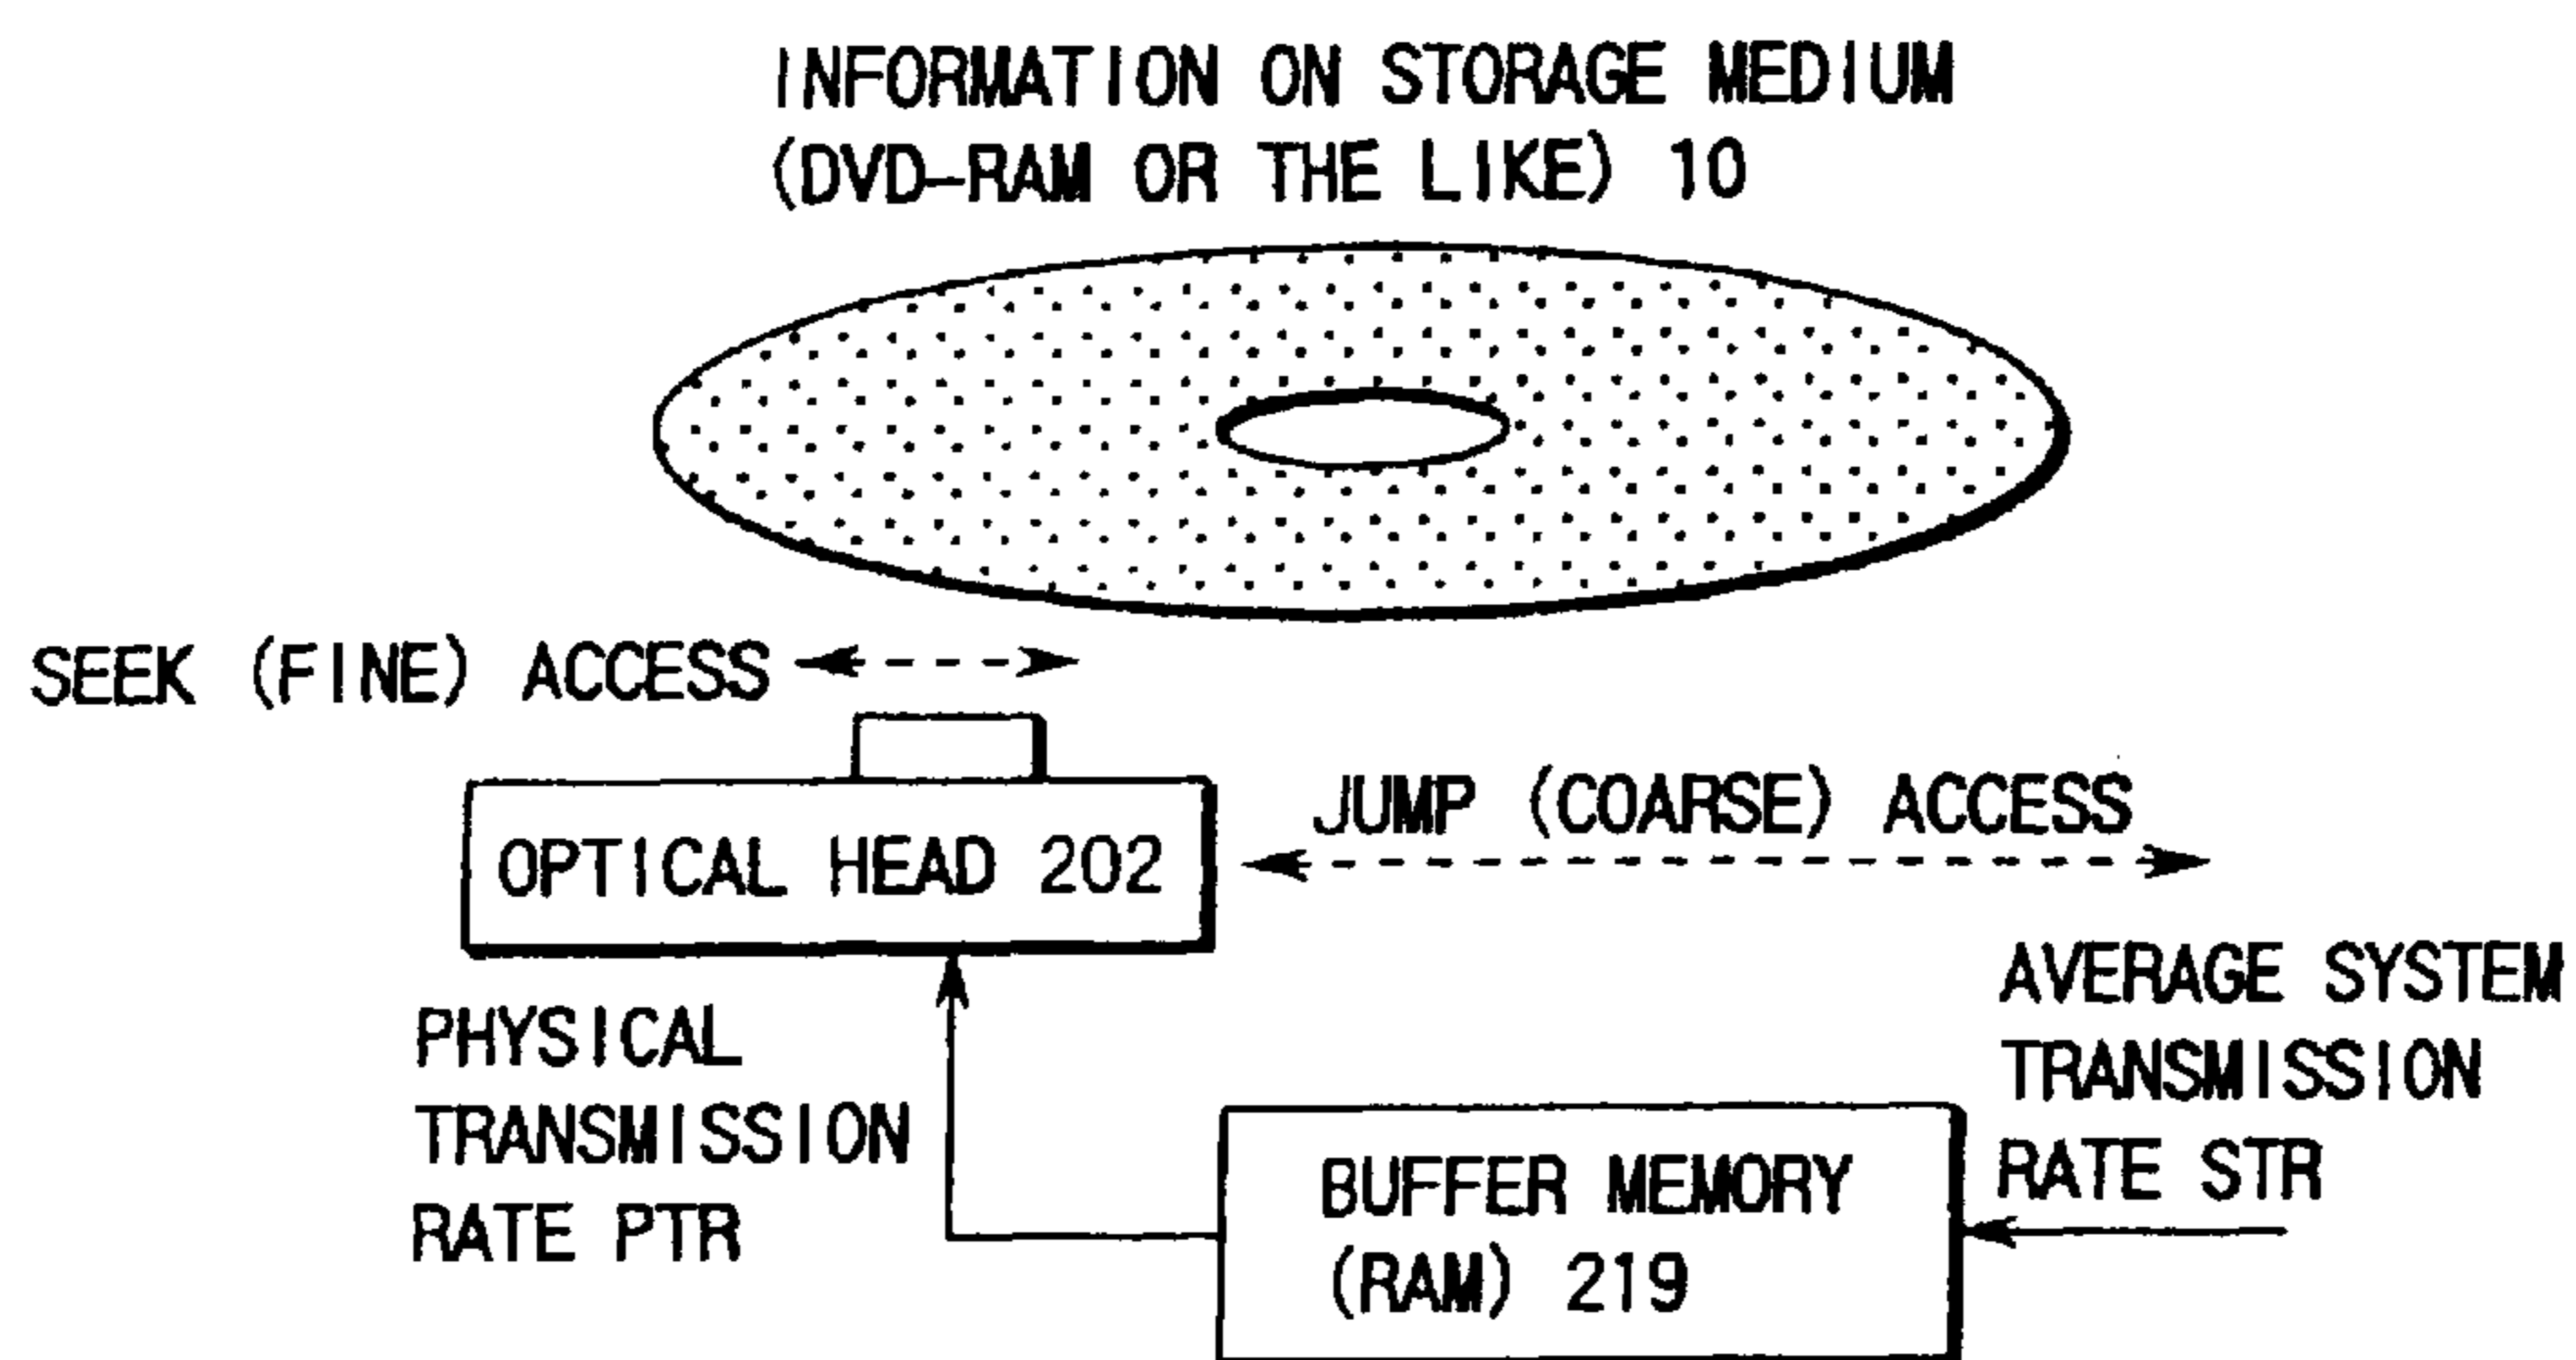 INFORMATION ON STORAGE MEDIUM
(DVD-RAM OR THE LIKE) 10
SEEK (FINE) ACCESS
OPTICAL HEAD 202
JUMP (COARSE) ACCESS
PHYSICAL
TRANSMISSION
RATE PTR
AVERAGE SYSTEM
TRANSMISSION
RATE STR
BUFFER MEMORY
(RAM) 219